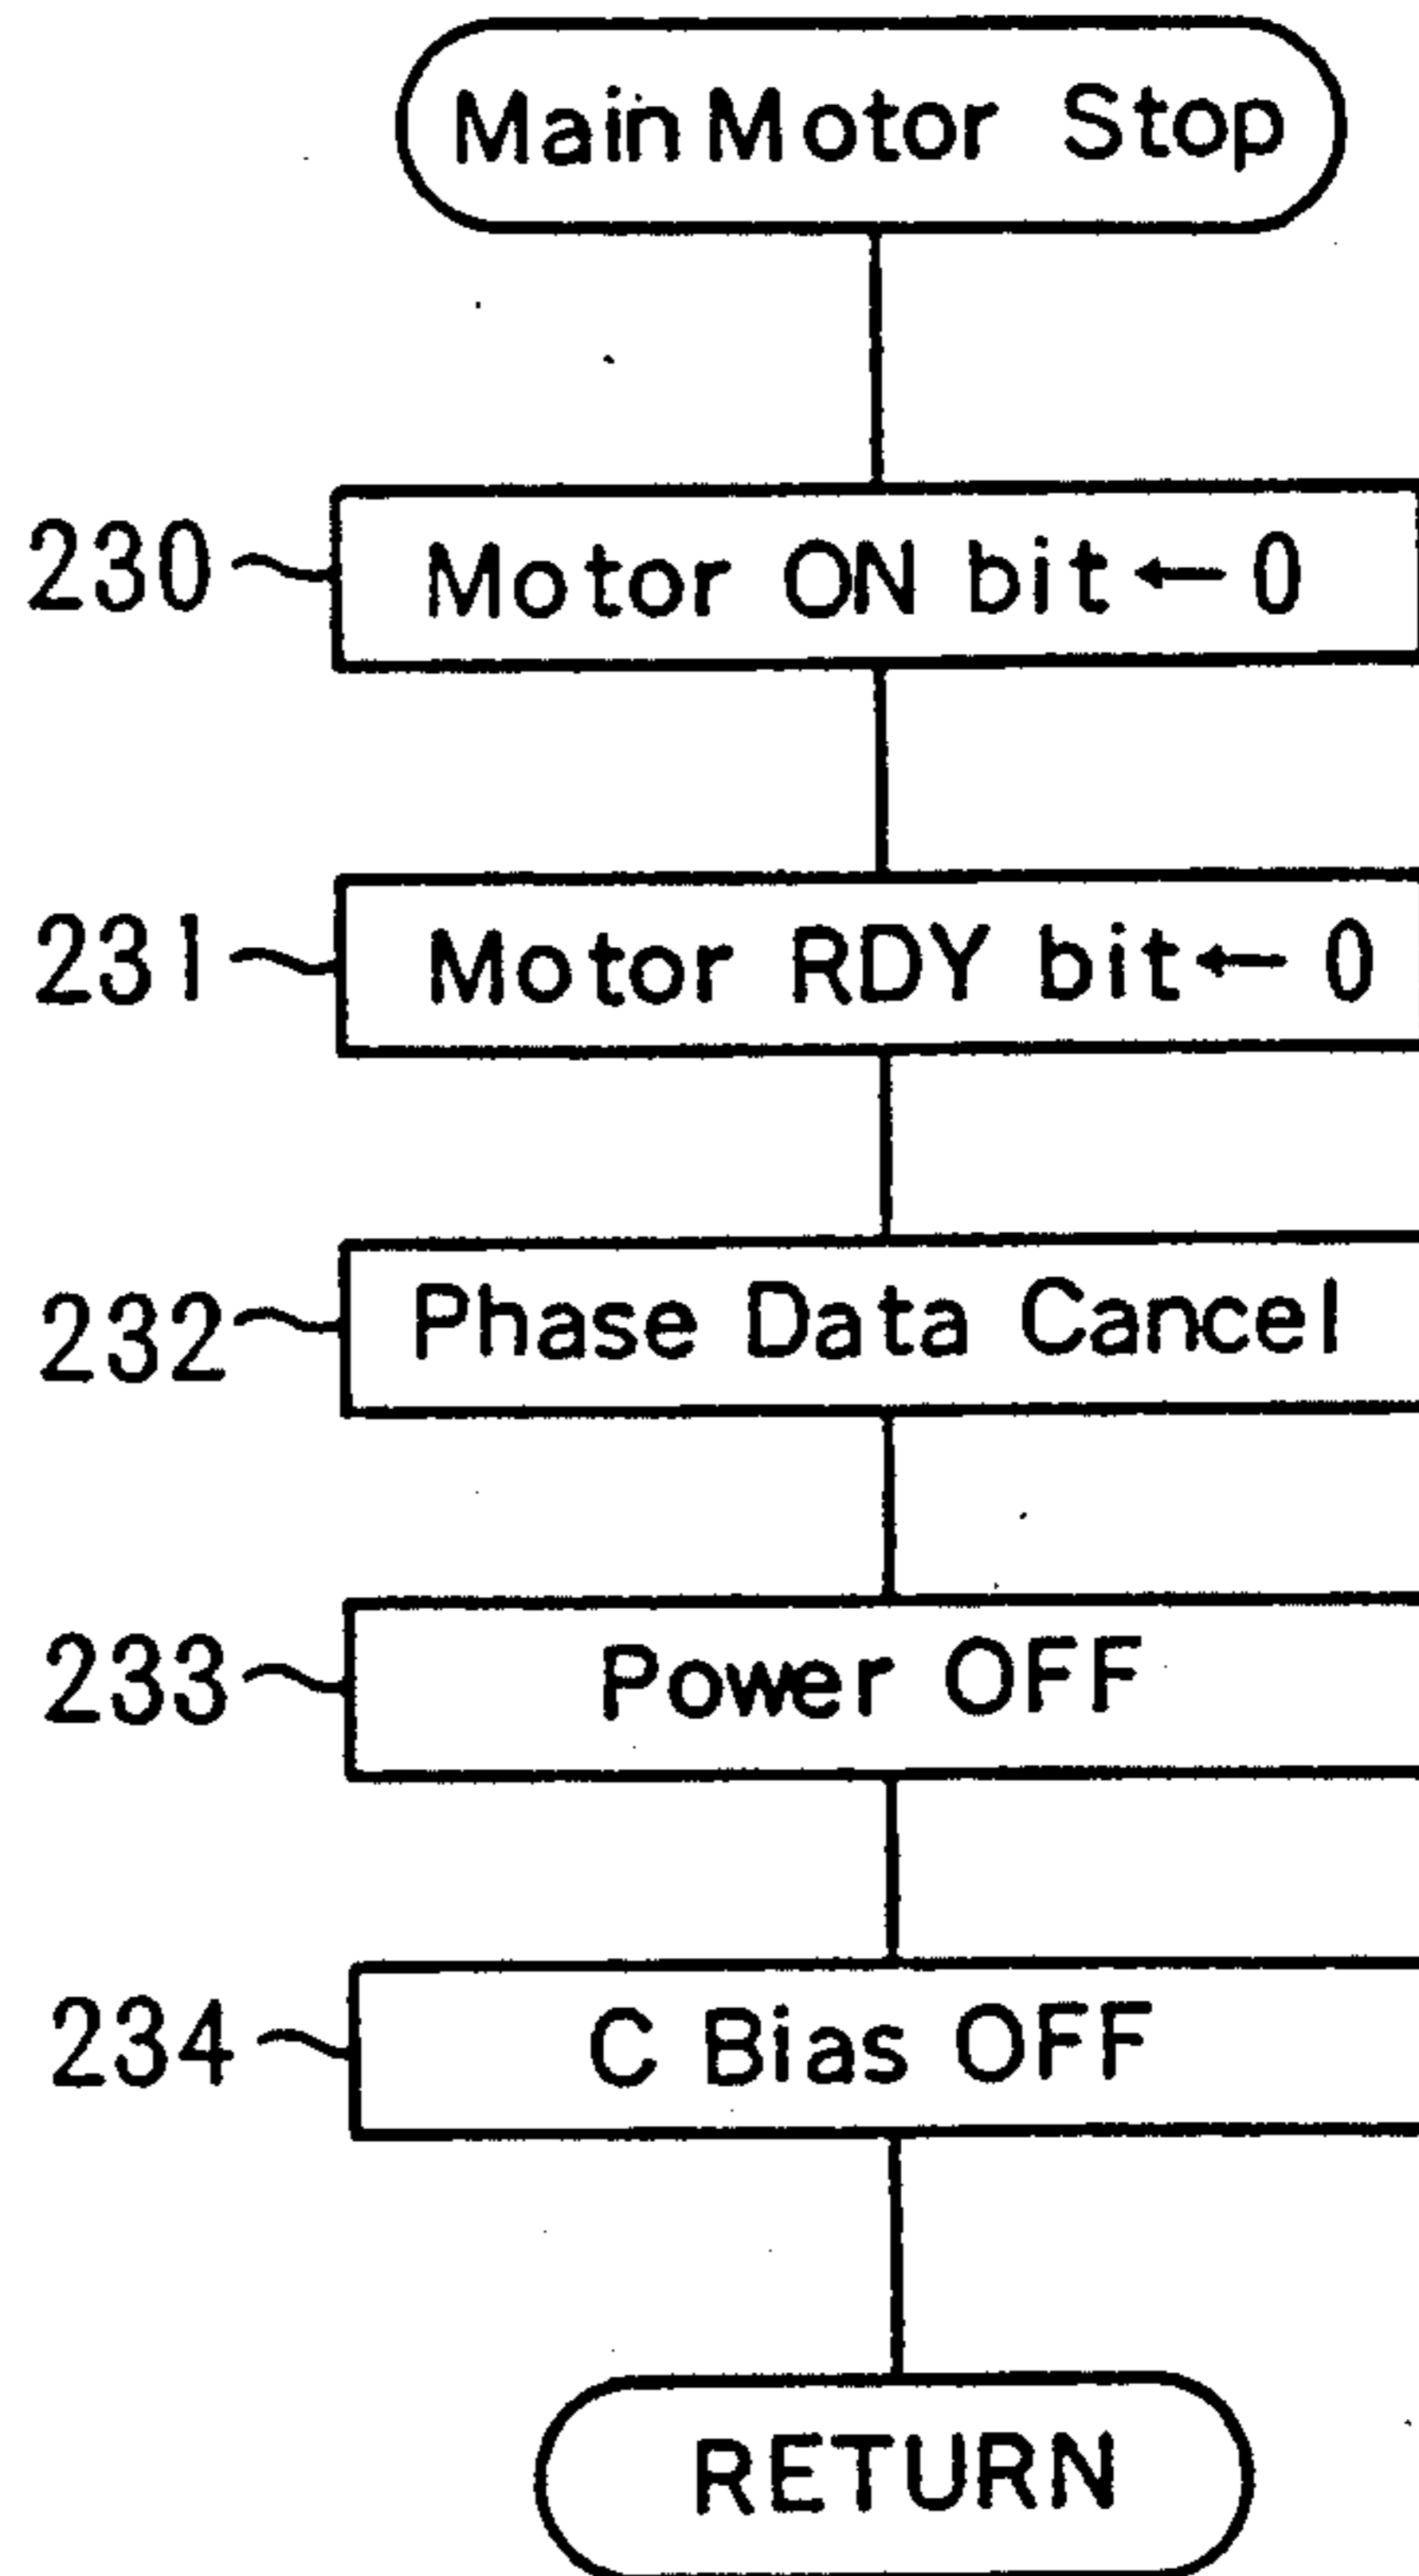 Main Motor Stop
230 Motor ON bit ← 0
231 Motor RDY bit ← 0
232 Phase Data Cancel
233 Power OFF
234 C Bias OFF
RETURN